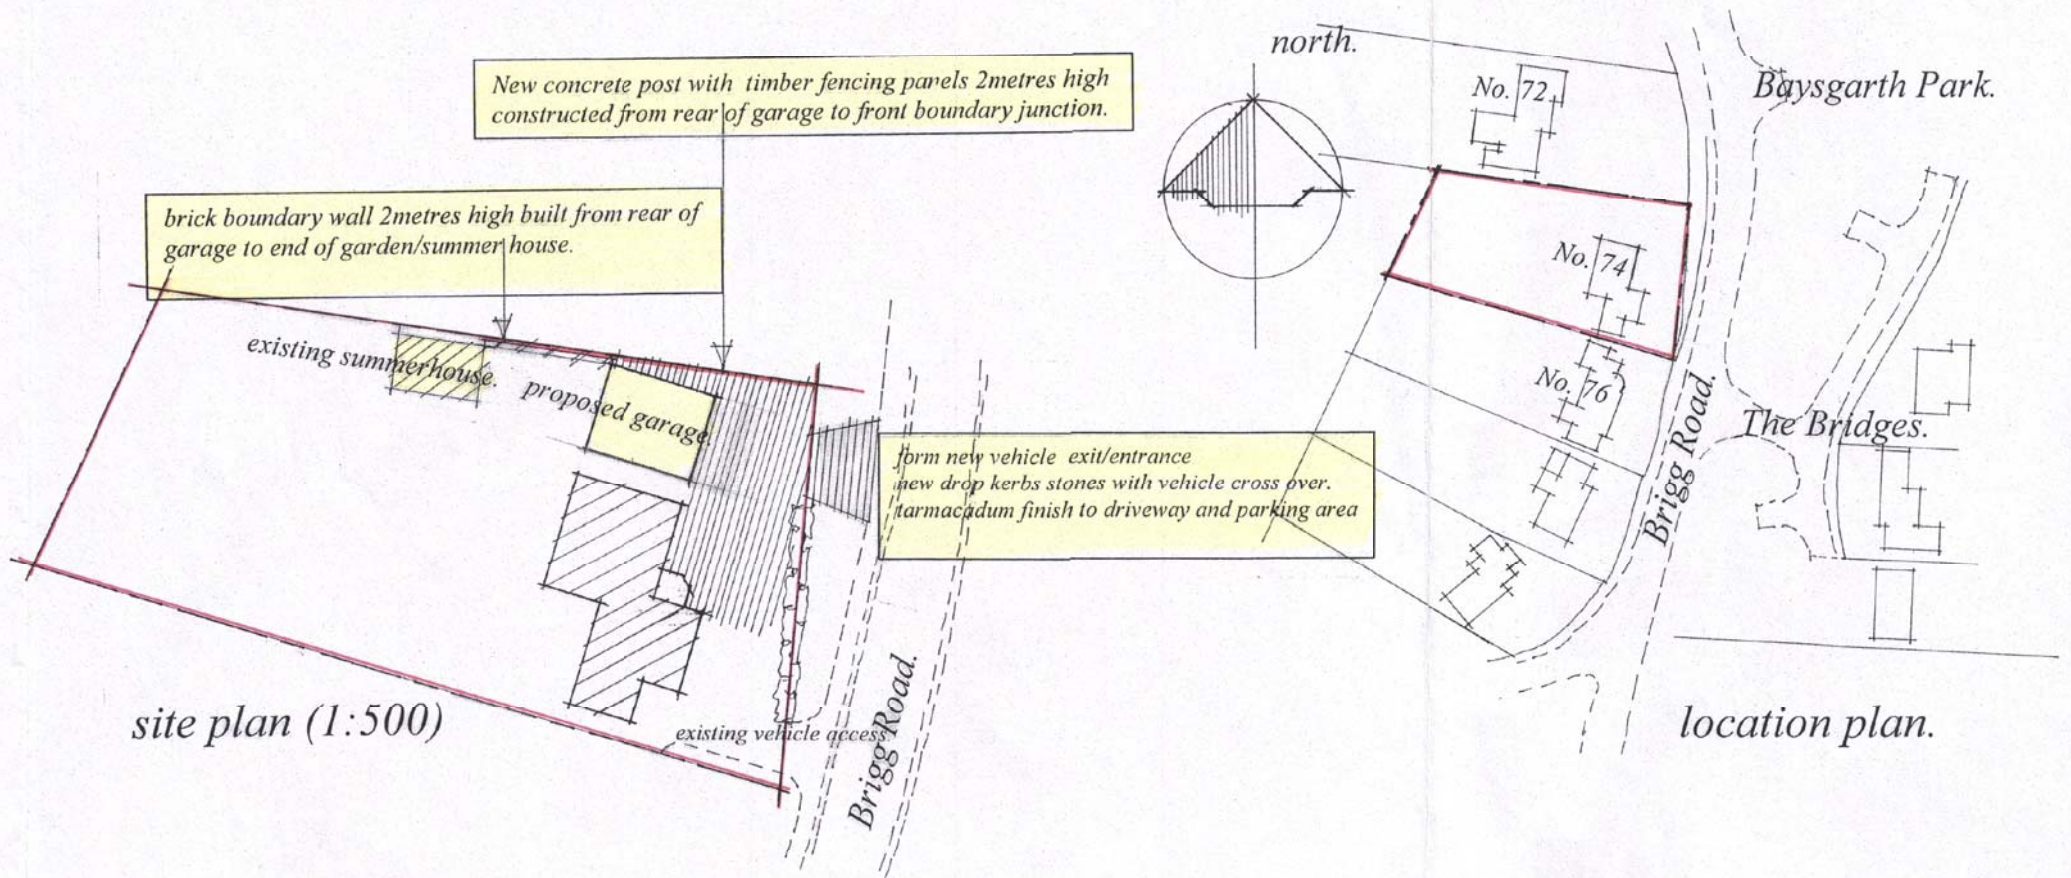 New concrete post with timber fencing panels 2metres high
constructed from rear of garage to front boundary junction.
brick boundary wall 2metres high built from rear of
garage to end of garden/summer house.
existing summerhouse.
proposed garage.
form new vehicle exit/entrance
new drop kerbs stones with vehicle cross over.
tarmacadum finish to driveway and parking area
existing vehicle access.
Brigg Road.
site plan (1:500)
north.
No. 72
Baysgarth Park.
No. 74
No. 76
The Bridges.
Brigg Road.
location plan.